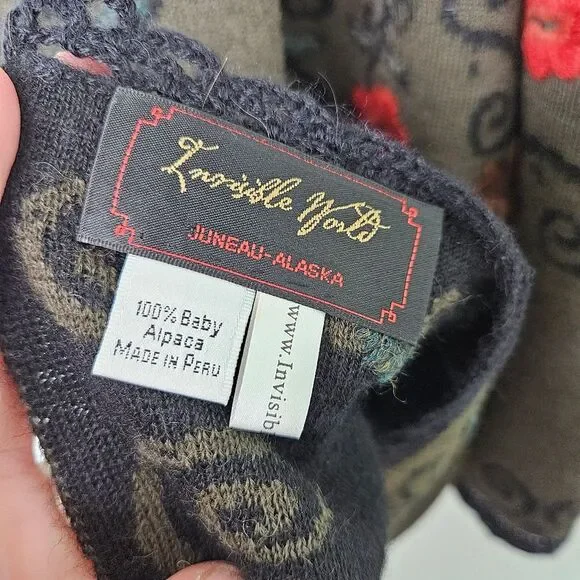 Invisible World
JUNEAU-ALASKA
100% Baby
Alpaca
MADE IN PERU
www.Invisib